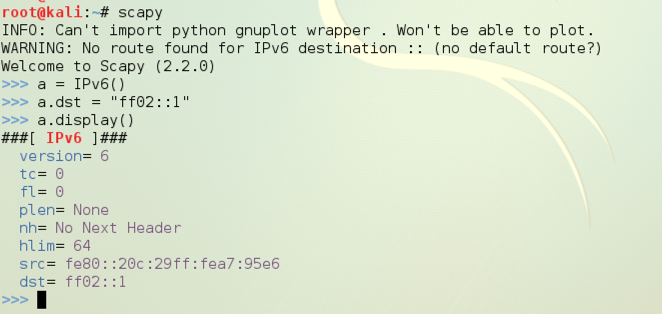 root@kali:~# scapy
INFO: Can't import python gnuplot wrapper . Won't be able to plot.
WARNING: No route found for IPv6 destination :: (no default route?)
Welcome to Scapy (2.2.0)
>>> a = IPv6()
>>> a.dst = "ff02::1"
>>> a.display()
###[ IPv6 ]###
  version= 6
  tc= 0
  fl= 0
  plen= None
  nh= No Next Header
  hlim= 64
  src= fe80::20c:29ff:fea7:95e6
  dst= ff02::1
>>>